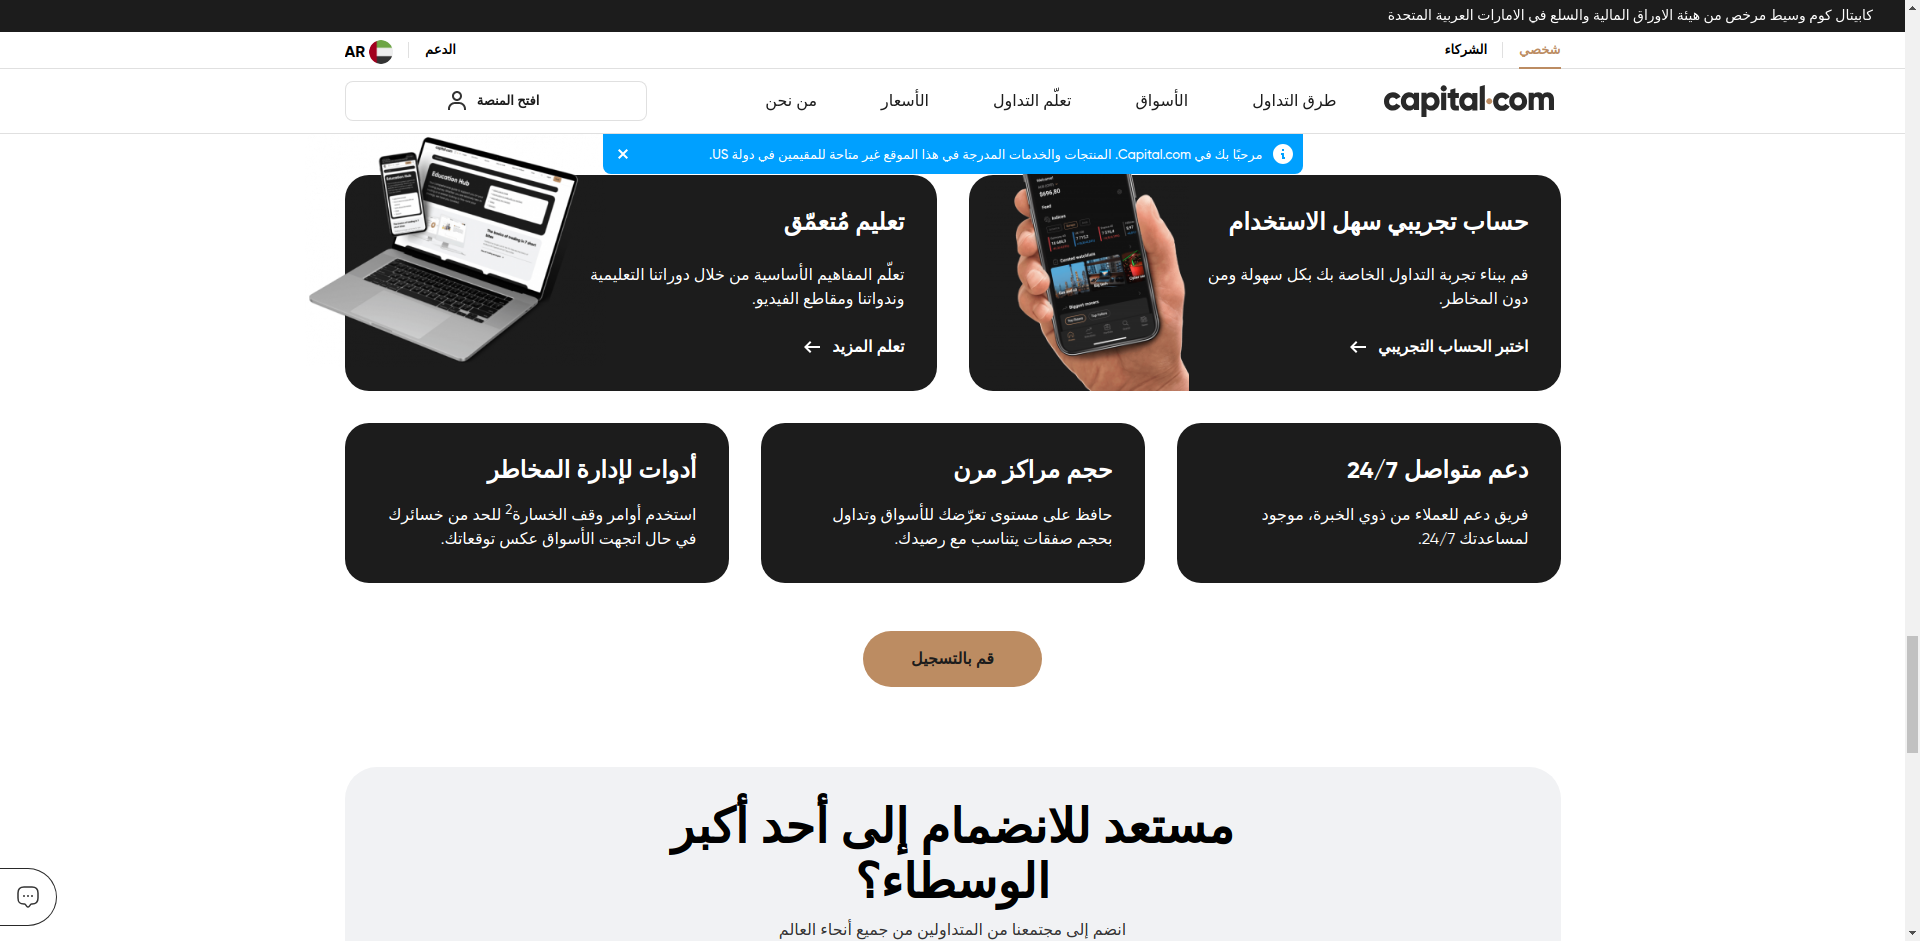 كابيتال كوم وسيط مرخص من هيئة الاوراق المالية والسلع في الامارات العربية المتحدة
شخصي
الشركاء
الدعم
AR
capital.com
طرق التداول
الأسواق
تعلّم التداول
الأسعار
من نحن
افتح المنصة
مرحبًا بك في Capital.com. المنتجات والخدمات المدرجة في هذا الموقع غير متاحة للمقيمين في دولة US.
حساب تجريبي سهل الاستخدام
قم ببناء تجربة التداول الخاصة بك بكل سهولة ومن
دون المخاطر.
اختبر الحساب التجريبي
تعليم مُتعمّق
تعلّم المفاهيم الأساسية من خلال دوراتنا التعليمية
وندواتنا ومقاطع الفيديو.
تعلم المزيد
Education Hub
دعم متواصل 24/7
فريق دعم للعملاء من ذوي الخبرة، موجود
لمساعدتك 24/7.
حجم مراكز مرن
حافظ على مستوى تعرّضك للأسواق وتداول
بحجم صفقات يتناسب مع رصيدك.
أدوات لإدارة المخاطر
استخدم أوامر وقف الخسارة2 للحد من خسائرك
في حال اتجهت الأسواق عكس توقعاتك.
قم بالتسجيل
مستعد للانضمام إلى أحد أكبر
الوسطاء؟
انضم إلى مجتمعنا من المتداولين من جميع أنحاء العالم